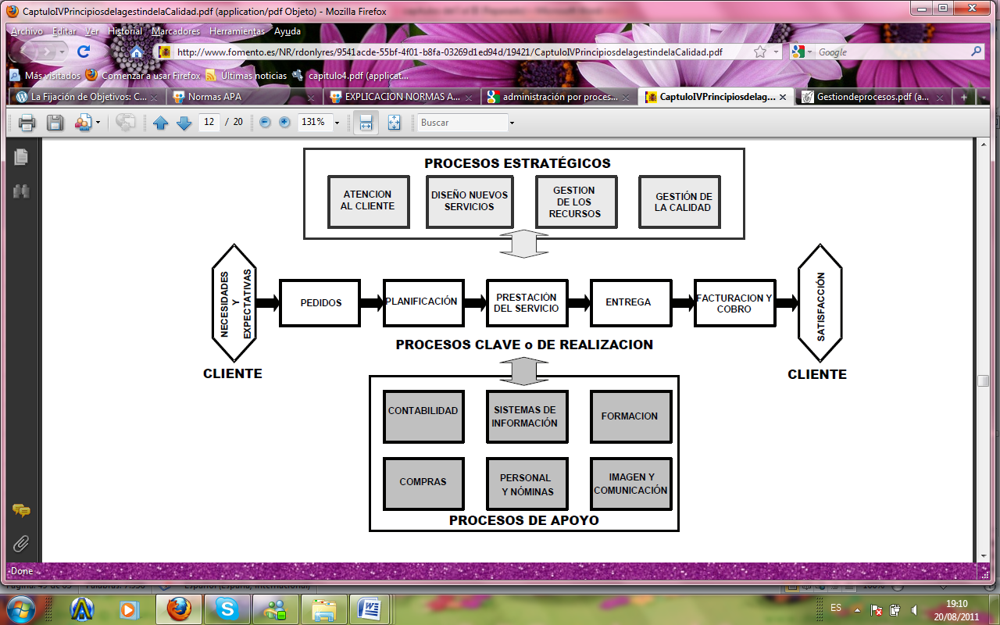 CaptuloIVPrincipiosdelagestindelaCalidad.pdf (application/pdf Objeto) - Mozilla Firefox
Archivo Editar Ver Historial Marcadores Herramientas Ayuda
http://www.fomento.es/NR/rdonlyres/9541acde-55bf-4f01-b8fa-03269d1ed94d/19421/CaptuloIVPrincipiosdelagestindelaCalidad.pdf
Google
Más visitados Comenzar a usar Firefox Últimas noticias capitulo4.pdf (applicat...
La Fijación de Objetivos: C... Normas APA EXPLICACION NORMAS A... administración por proces... CaptuloIVPrincipiosdelag... Gestiondeprocesos.pdf (a...
12 / 20 131% Buscar
PROCESOS ESTRATÉGICOS
ATENCION
AL CLIENTE
DISEÑO NUEVOS
SERVICIOS
GESTION
DE LOS
RECURSOS
GESTIÓN DE
LA CALIDAD
NECESIDADES
Y
EXPECTATIVAS
CLIENTE
PEDIDOS
PLANIFICACIÓN
PRESTACIÓN
DEL SERVICIO
ENTREGA
FACTURACION Y
COBRO
SATISFACCIÓN
CLIENTE
PROCESOS CLAVE o DE REALIZACION
CONTABILIDAD
SISTEMAS DE
INFORMACIÓN
FORMACION
COMPRAS
PERSONAL
Y NÓMINAS
IMAGEN Y
COMUNICACIÓN
PROCESOS DE APOYO
Done
ES
19:10
20/08/2011